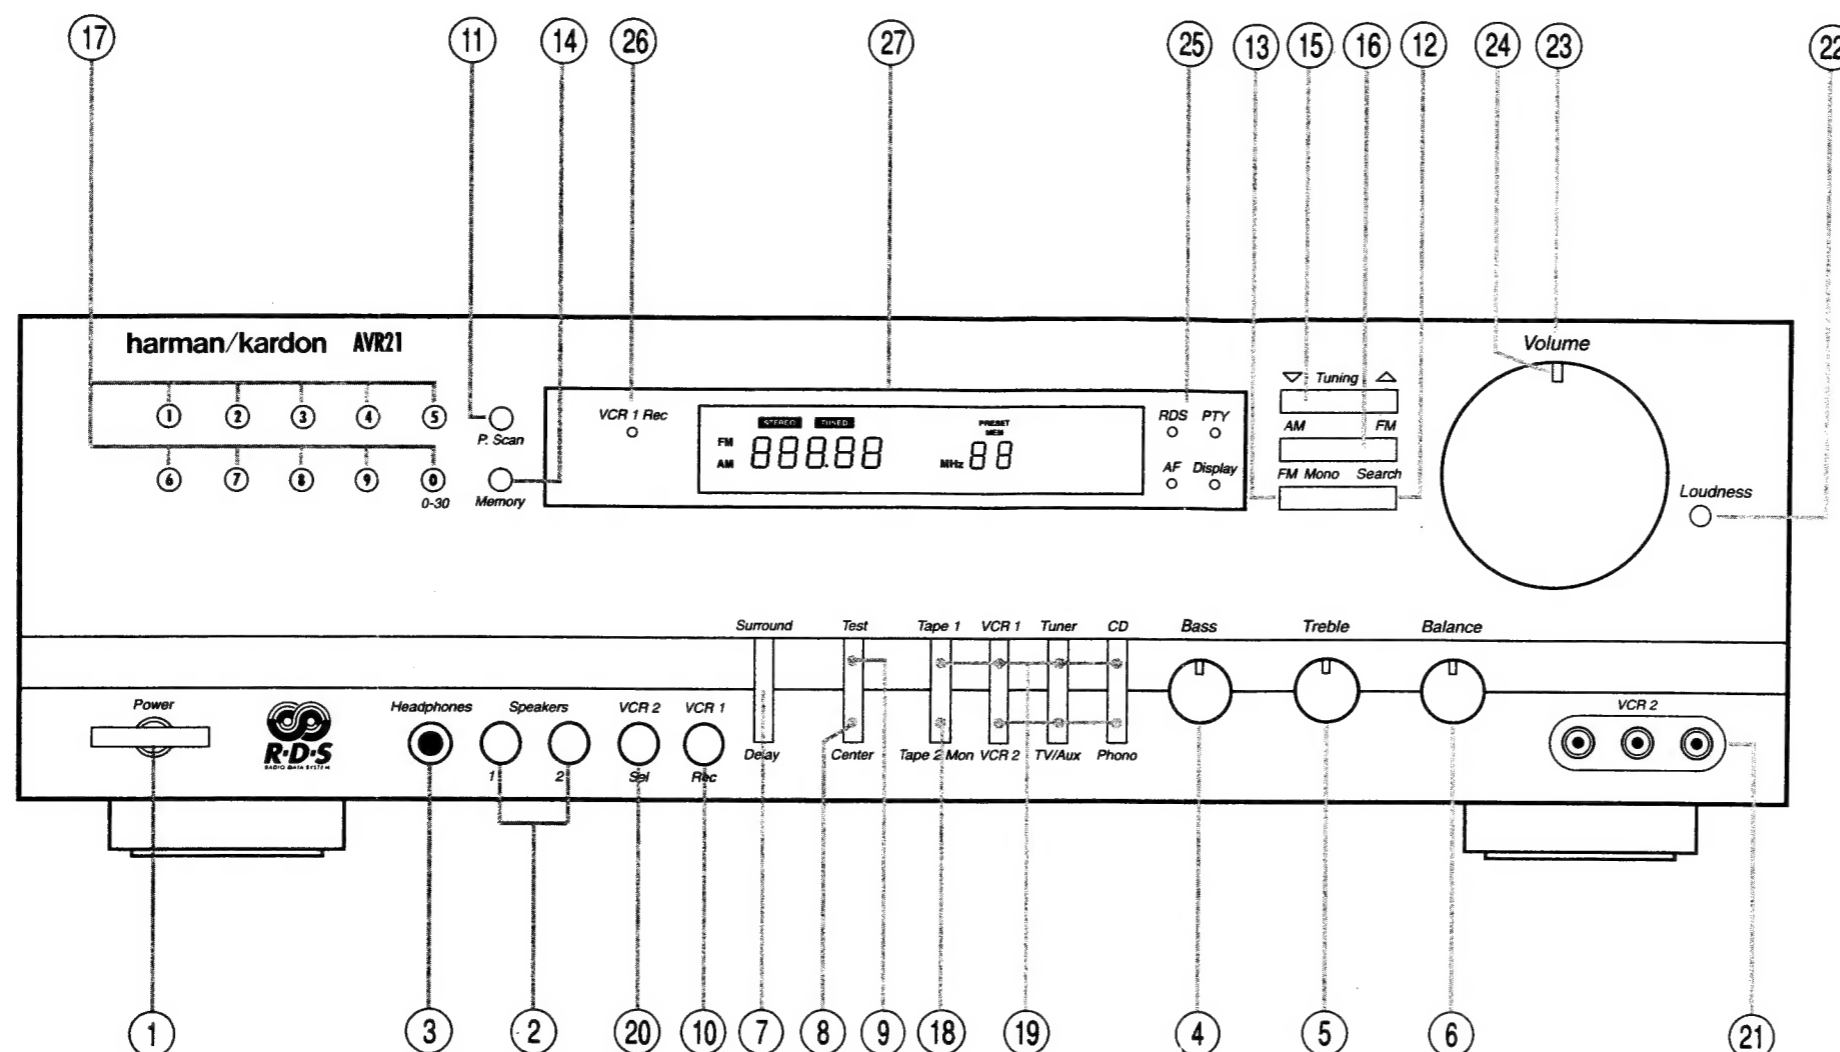 17 11 14 26 27 25 13 15 16 12 24 23 22
harman/kardon AVR21
Volume
1 2 3 4 5
P. Scan
6 7 8 9 0
0-30
Memory
VCR 1 Rec
STEREO TUNED
PRESET
MEM
FM
AM
888.88
MHz 88
RDS PTY
AF Display
Tuning
AM FM
FM Mono Search
Loudness
Surround Test Tape 1 VCR 1 Tuner CD Bass Treble Balance
Power
R·D·S
RADIO DATA SYSTEM
Headphones Speakers VCR 2 VCR 1
1 2 Sel Rec
Delay Center Tape 2 Mon VCR 2 TV/Aux Phono
VCR 2
1 3 2 20 10 7 8 9 18 19 4 5 6 21